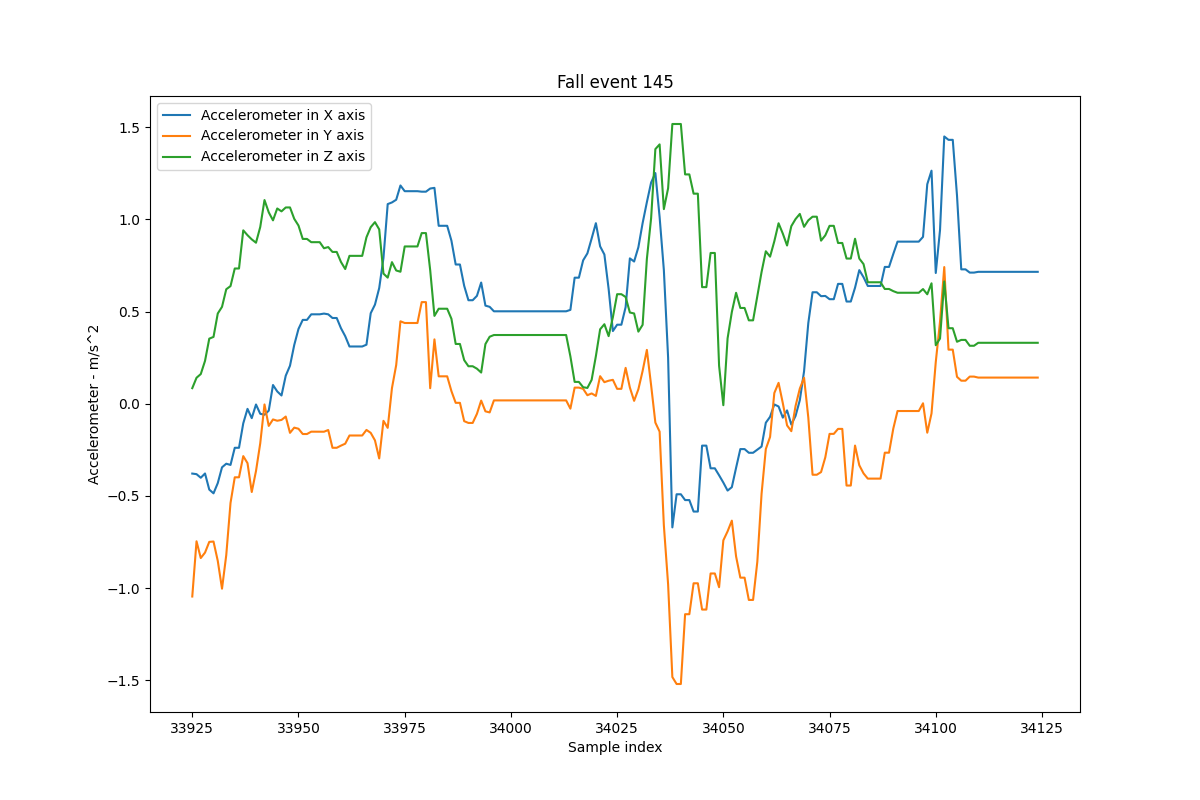 Fall event 145
Accelerometer in X axis
Accelerometer in Y axis
Accelerometer in Z axis
1.5
1.0
0.5
0.0
−0.5
−1.0
−1.5
Accelerometer - m/s^2
33925 33950 33975 34000 34025 34050 34075 34100 34125
Sample index